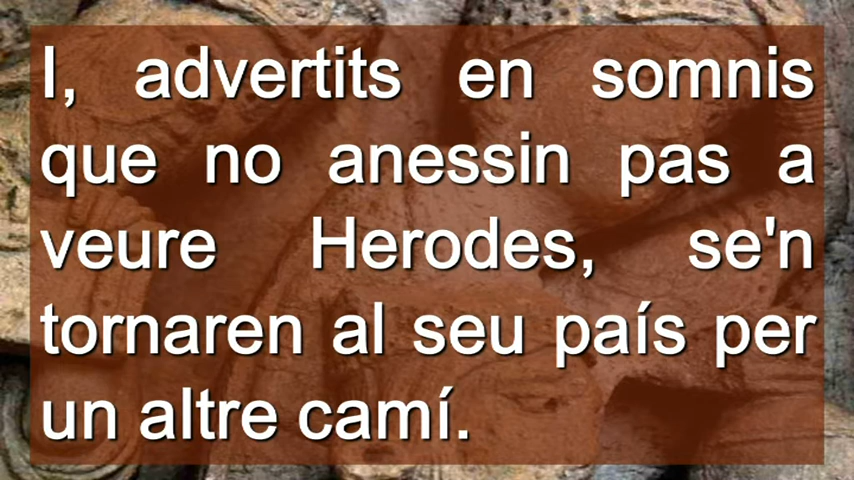 I, advertits en somnis
que no anessin pas a
veure Herodes, se'n
tornaren al seu país per
un altre camí.